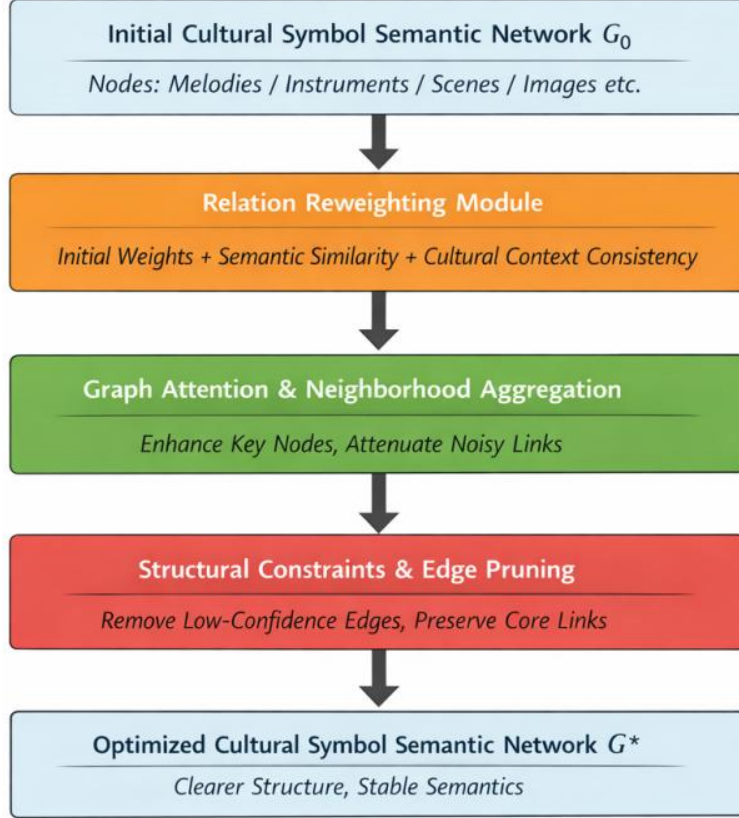 Initial Cultural Symbol Semantic Network G₀
Nodes: Melodies / Instruments / Scenes / Images etc.
Relation Reweighting Module
Initial Weights + Semantic Similarity + Cultural Context Consistency
Graph Attention & Neighborhood Aggregation
Enhance Key Nodes, Attenuate Noisy Links
Structural Constraints & Edge Pruning
Remove Low-Confidence Edges, Preserve Core Links
Optimized Cultural Symbol Semantic Network G*
Clearer Structure, Stable Semantics